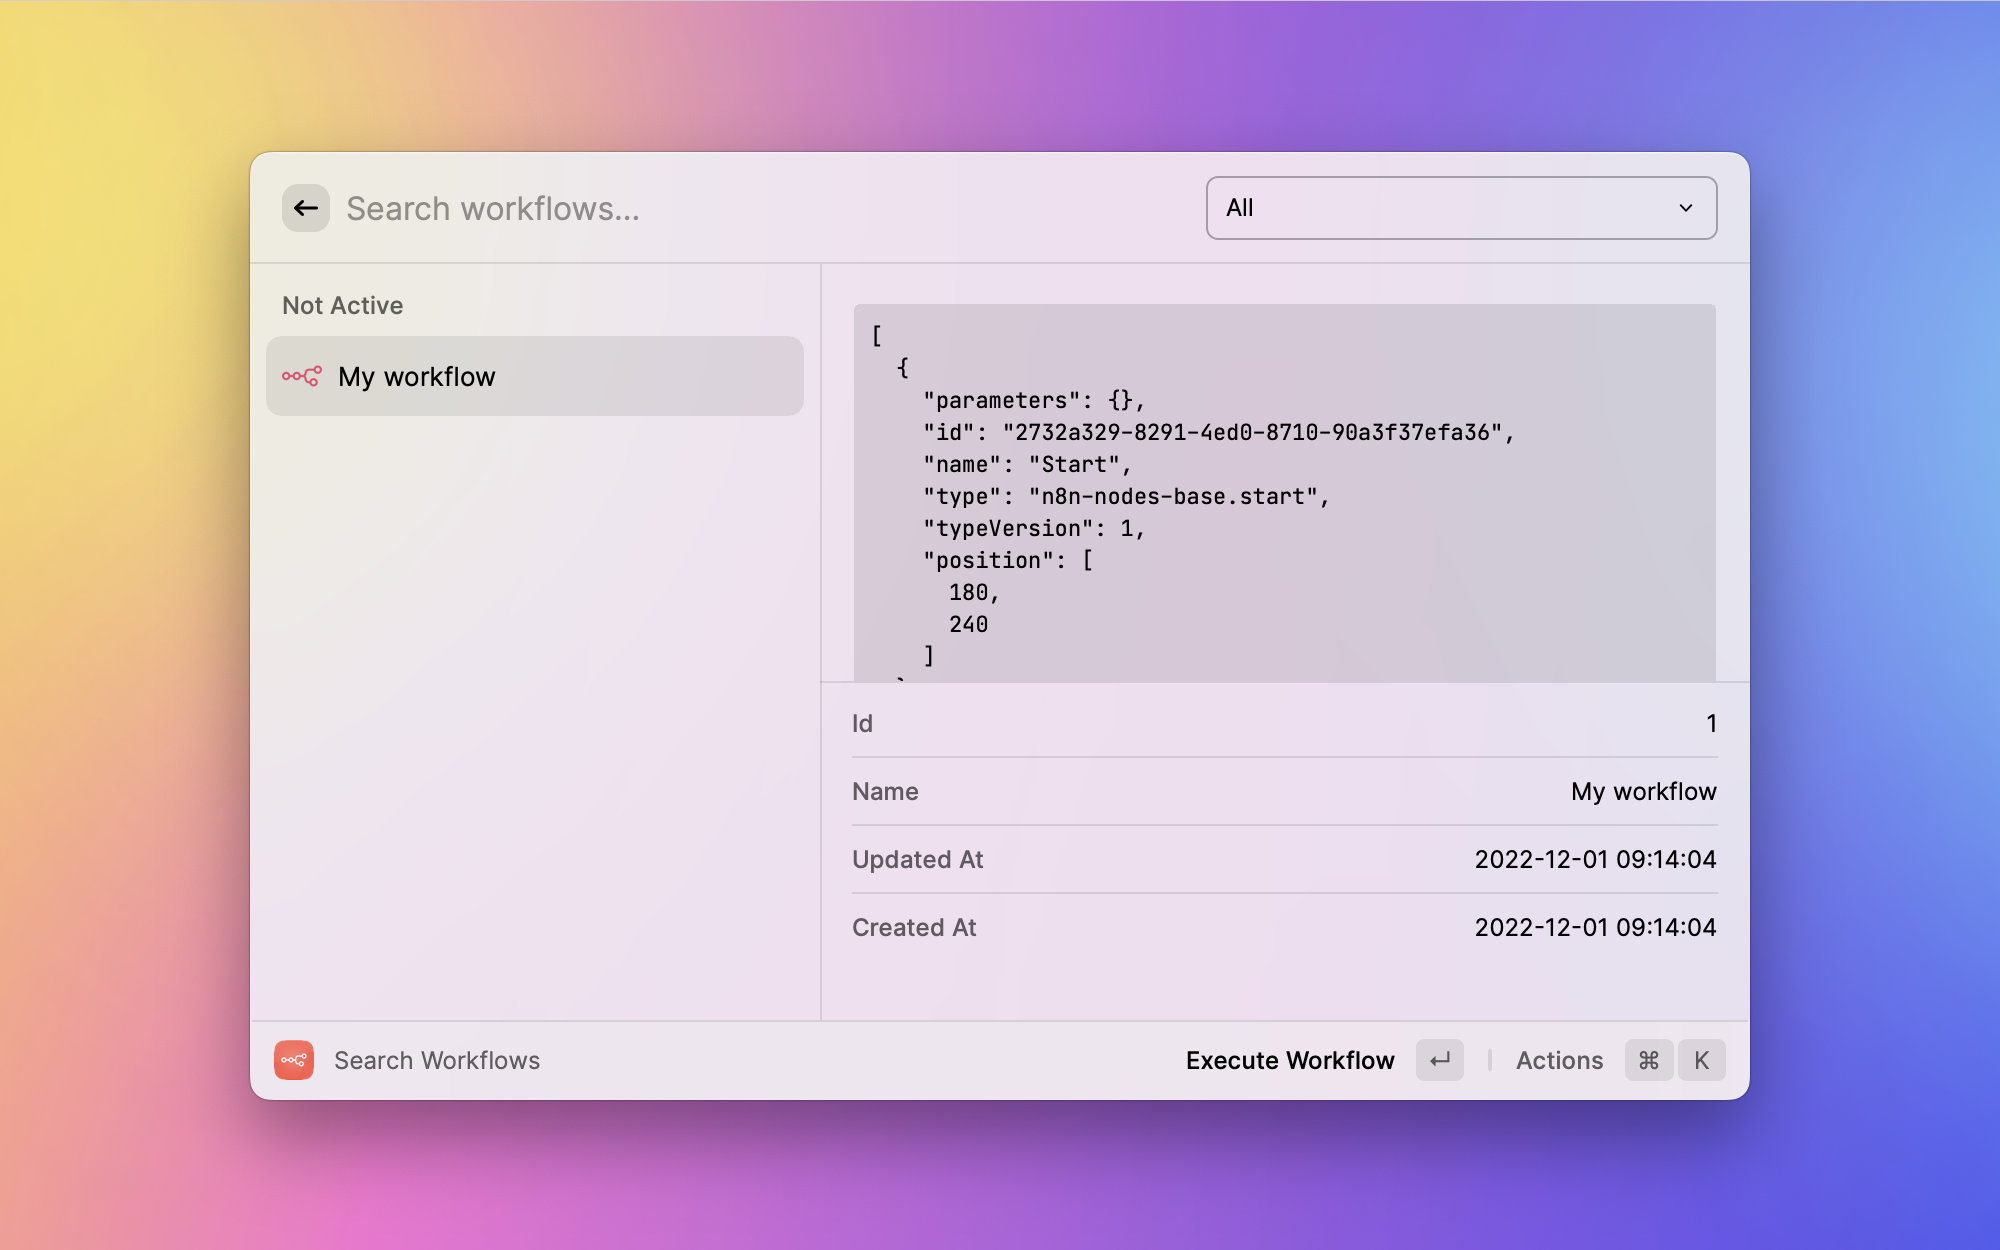 Search workflows...
All
Not Active
My workflow
[
  {
    "parameters": {},
    "id": "2732a329-8291-4ed0-8710-90a3f37efa36",
    "name": "Start",
    "type": "n8n-nodes-base.start",
    "typeVersion": 1,
    "position": [
      180,
      240
    ]
Id 1
Name My workflow
Updated At 2022-12-01 09:14:04
Created At 2022-12-01 09:14:04
Search Workflows Execute Workflow ↵ | Actions ⌘ K